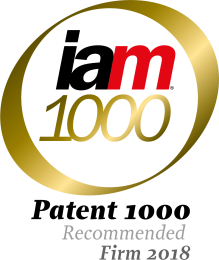 iam®
1000
Patent 1000
Recommended
Firm 2018